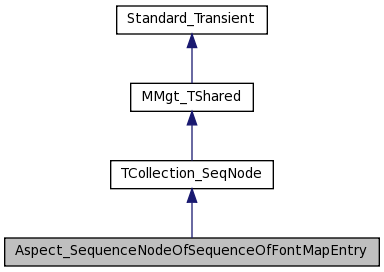 Standard_Transient
MMgt_TShared
TCollection_SeqNode
Aspect_SequenceNodeOfSequenceOfFontMapEntry